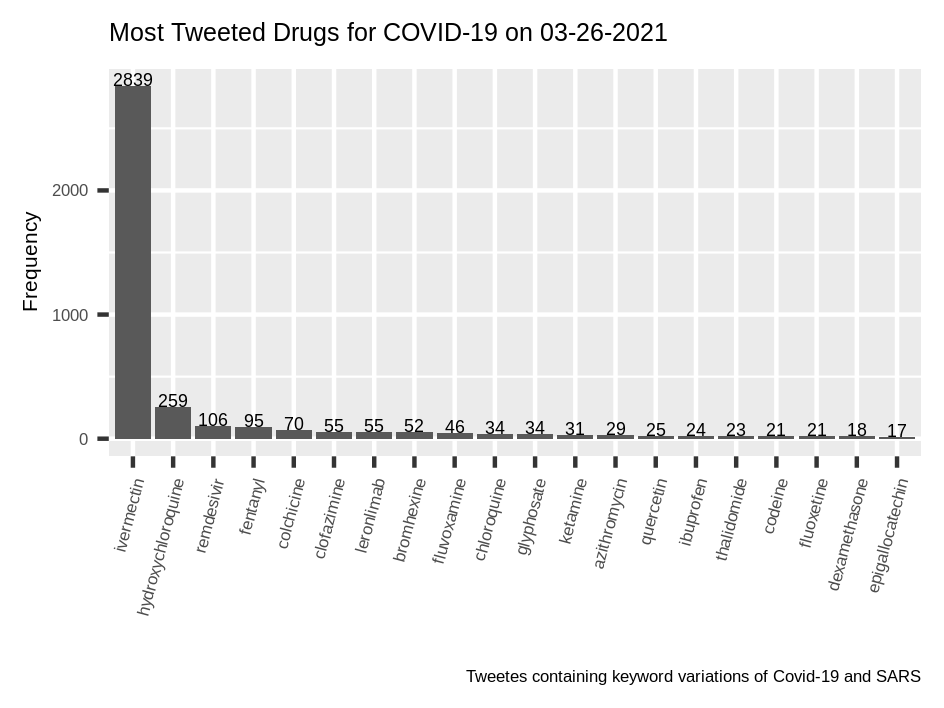 Most Tweeted Drugs for COVID-19 on 03-26-2021
2839
259
106
95
70
55
55
52
46
34
34
31
29
25
24
23
21
21
18
17
2000
1000
0
Frequency
ivermectin
hydroxychloroquine
remdesivir
fentanyl
colchicine
clofazimine
leronlimab
bromhexine
fluvoxamine
chloroquine
glyphosate
ketamine
azithromycin
quercetin
ibuprofen
thalidomide
codeine
fluoxetine
dexamethasone
epigallocatechin
Tweetes containing keyword variations of Covid-19 and SARS